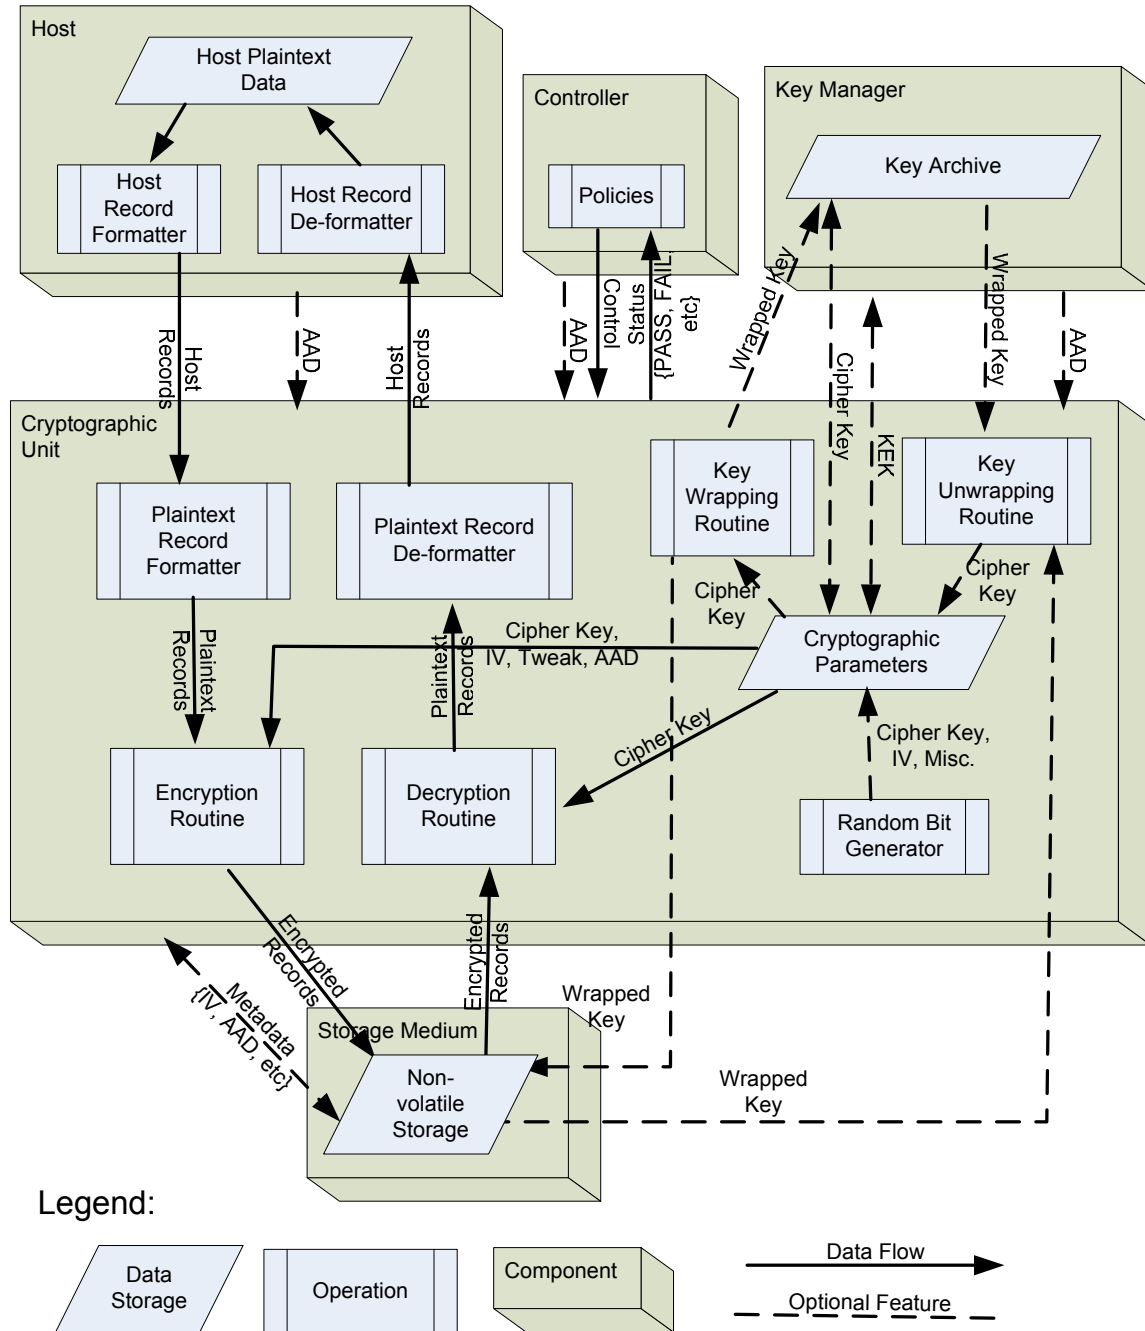 Host
Host Plaintext
Data
Host
Record
Formatter
Host Record
De-formatter
Controller
Policies
Key Manager
Key Archive
Host
Records
AAD
Host
Records
AAD
Control
Status
{PASS, FAIL,
etc}
Wrapped Key
Cipher Key
KEK
Wrapped Key
AAD
Cryptographic
Unit
Plaintext
Record
Formatter
Plaintext Record
De-formatter
Key
Wrapping
Routine
Key
Unwrapping
Routine
Cipher
Key
Cipher
Key
Cryptographic
Parameters
Plaintext
Records
Plaintext
Records
Cipher Key,
IV, Tweak, AAD
Cipher Key
Cipher Key,
IV, Misc.
Encryption
Routine
Decryption
Routine
Random Bit
Generator
Encrypted
Records
Encrypted
Records
Metadata
{IV, AAD, etc}
Wrapped
Key
Storage Medium
Non-
volatile
Storage
Wrapped
Key
Legend:
Data
Storage
Operation
Component
Data Flow
Optional Feature